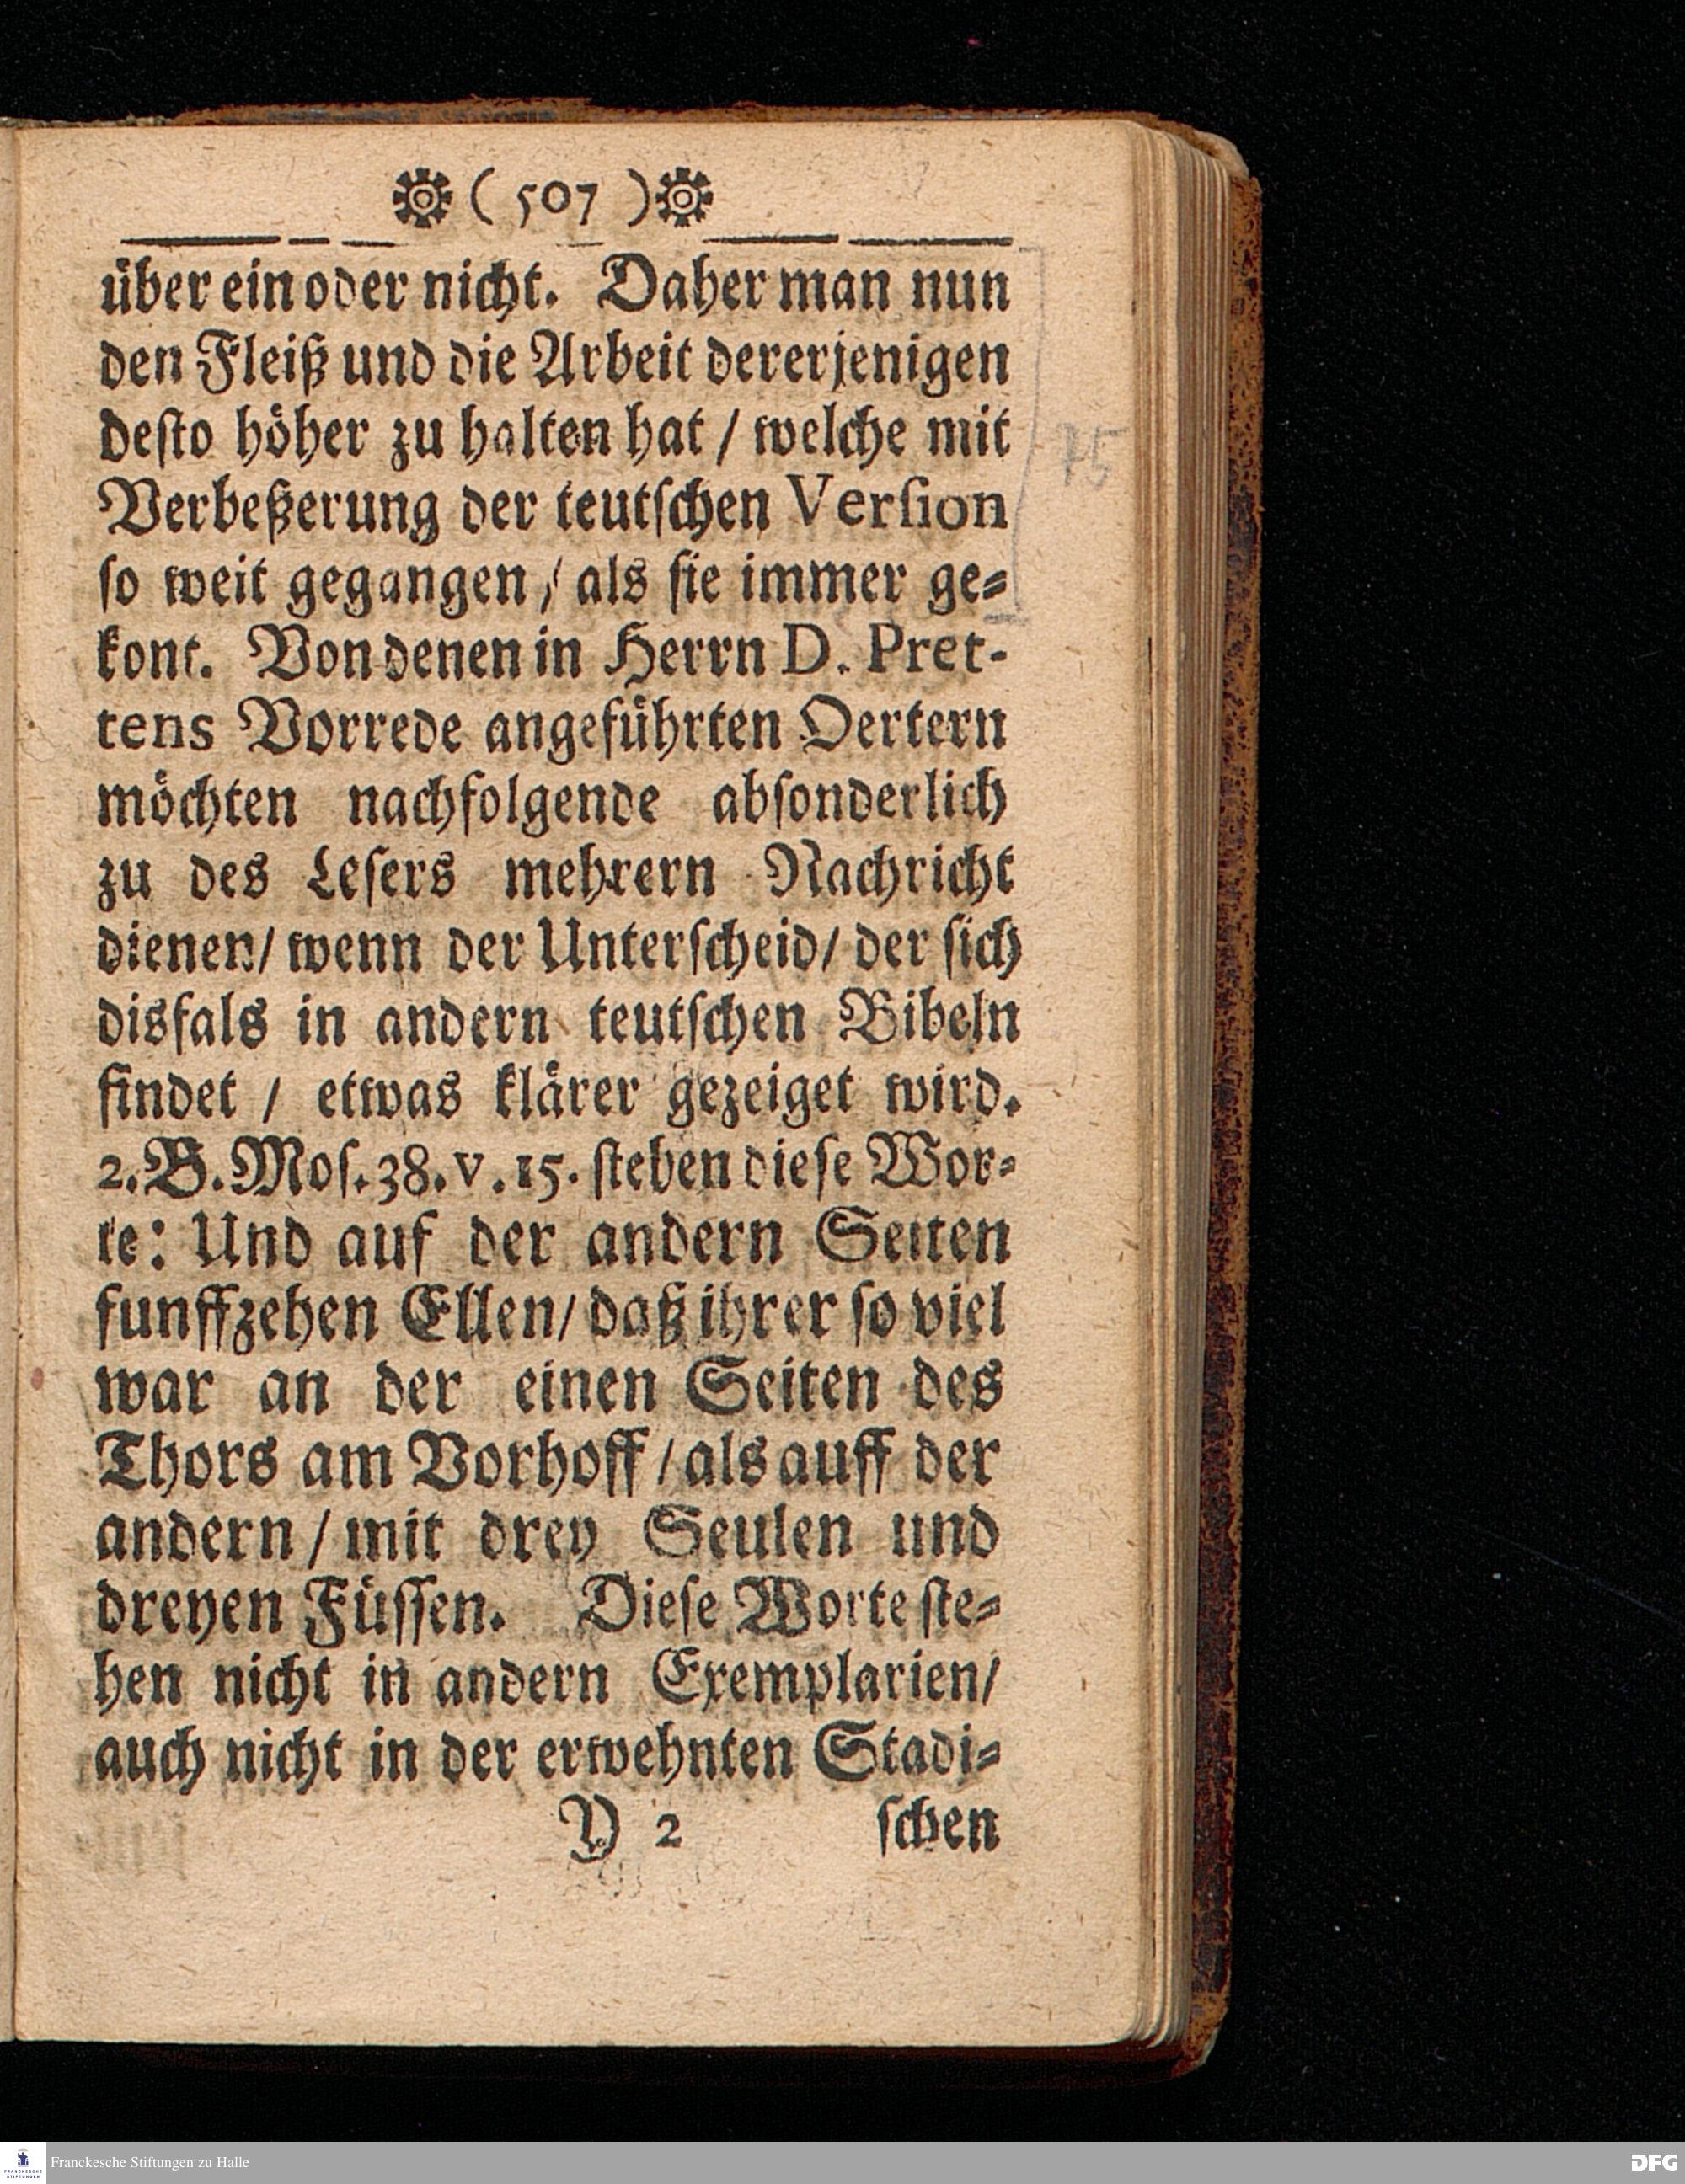 ( 507 )
über ein oder nicht. Daher man nun
den Fleiß und die Arbeit dererjenigen
deſto höher zu halten hat / welche mit
Verbeßerung der teutſchen Verſion
ſo weit gegangen / als ſie immer ge-
kont. Von denen in Herrn D. Pret-
tens Vorrede angeführten Oertern
möchten nachfolgende abſonderlich
zu des Leſers mehrern Nachricht
dienen / wenn der Unterſcheid / der ſich
disfals in andern teutſchen Bibeln
findet / etwas klärer gezeiget wird.
2. B. Moſ. 38. v. 15. ſtehen dieſe Wor-
te: Und auf der andern Seiten
funffzehen Ellen / daß ihrer ſo viel
war an der einen Seiten des
Thors am Vorhoff / als auff der
andern / mit drey Seulen und
dreyen Füſſen. Dieſe Worte ſte-
hen nicht in andern Exemplarien /
auch nicht in der erwehnten Stadi-
Y 2 ſchen
75
Franckesche Stiftungen zu Halle
FRANCKESCHE STIFTUNGEN
DFG